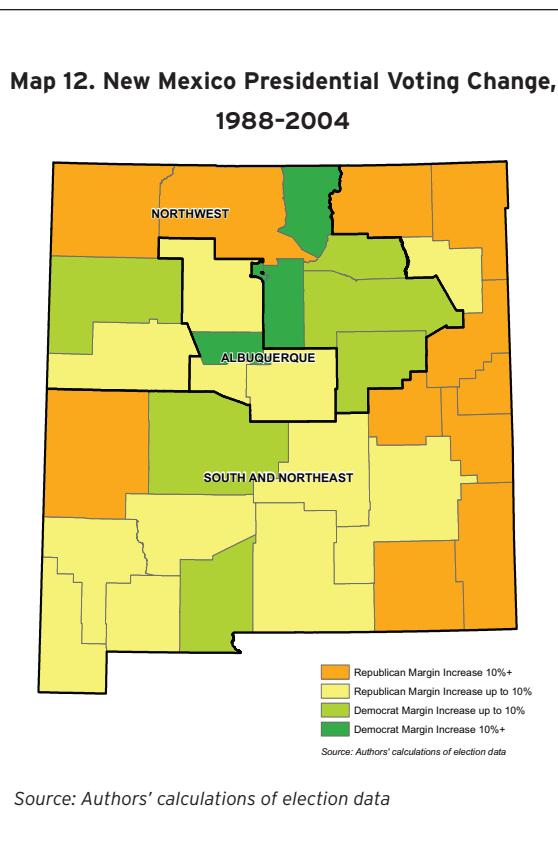 Map 12. New Mexico Presidential Voting Change,
1988–2004
NORTHWEST
ALBUQUERQUE
SOUTH AND NORTHEAST
Republican Margin Increase 10%+
Republican Margin Increase up to 10%
Democrat Margin Increase up to 10%
Democrat Margin Increase 10%+
Source: Authors' calculations of election data
Source: Authors’ calculations of election data